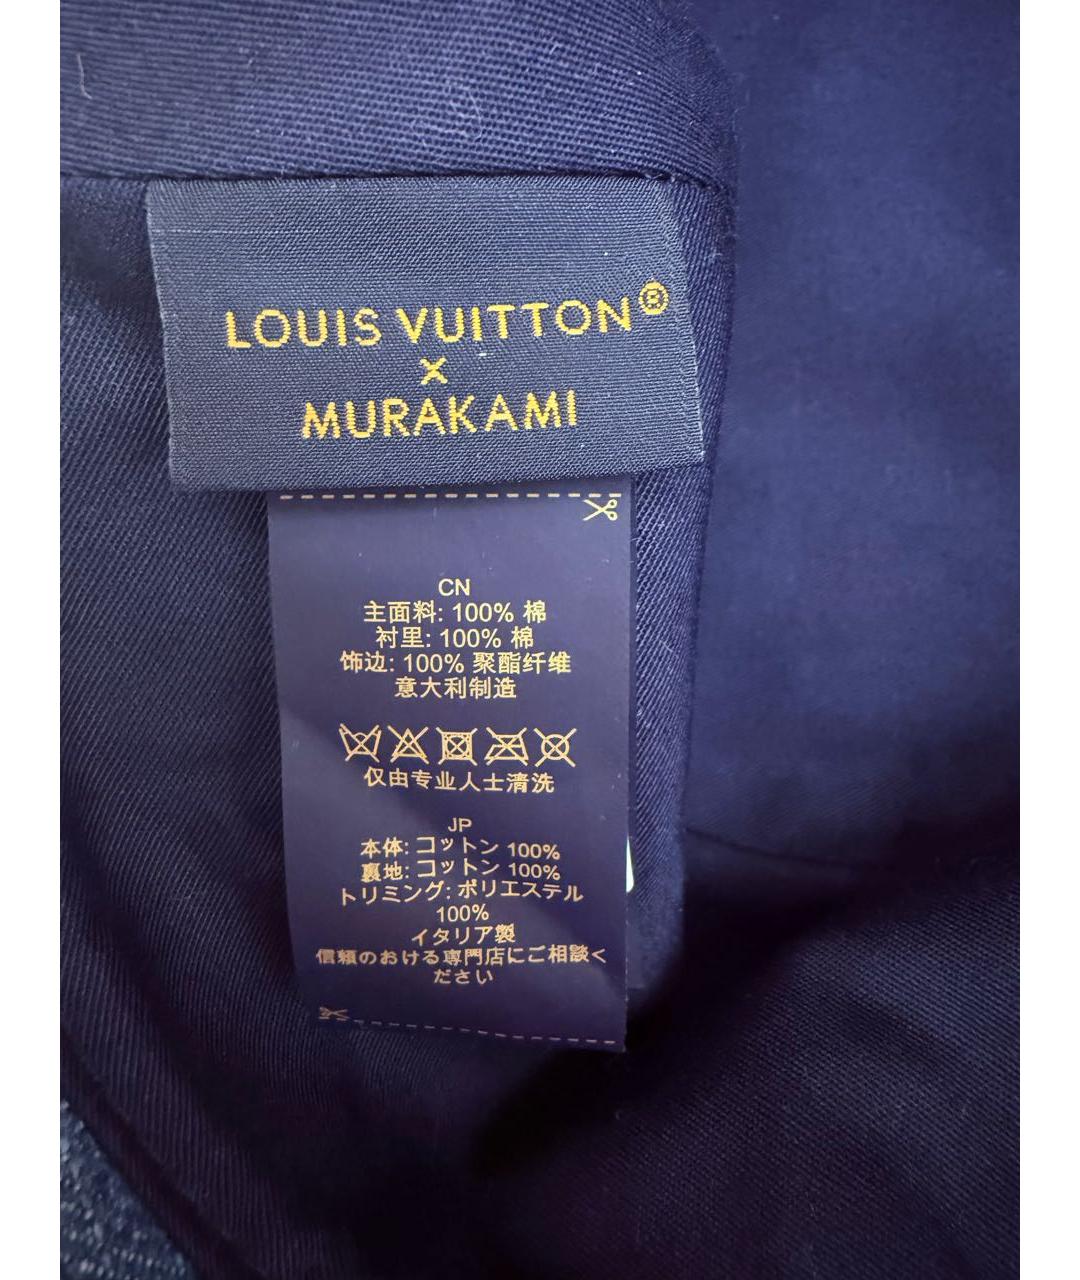 LOUIS VUITTON®
X
MURAKAMI
CN
主面料: 100% 棉
衬里: 100% 棉
饰边: 100% 聚酯纤维
意大利制造
仅由专业人士清洗
JP
本体: コットン 100%
裏地: コットン 100%
トリミング: ポリエステル
100%
イタリア製
信頼のおける専門店にご相談く
ださい